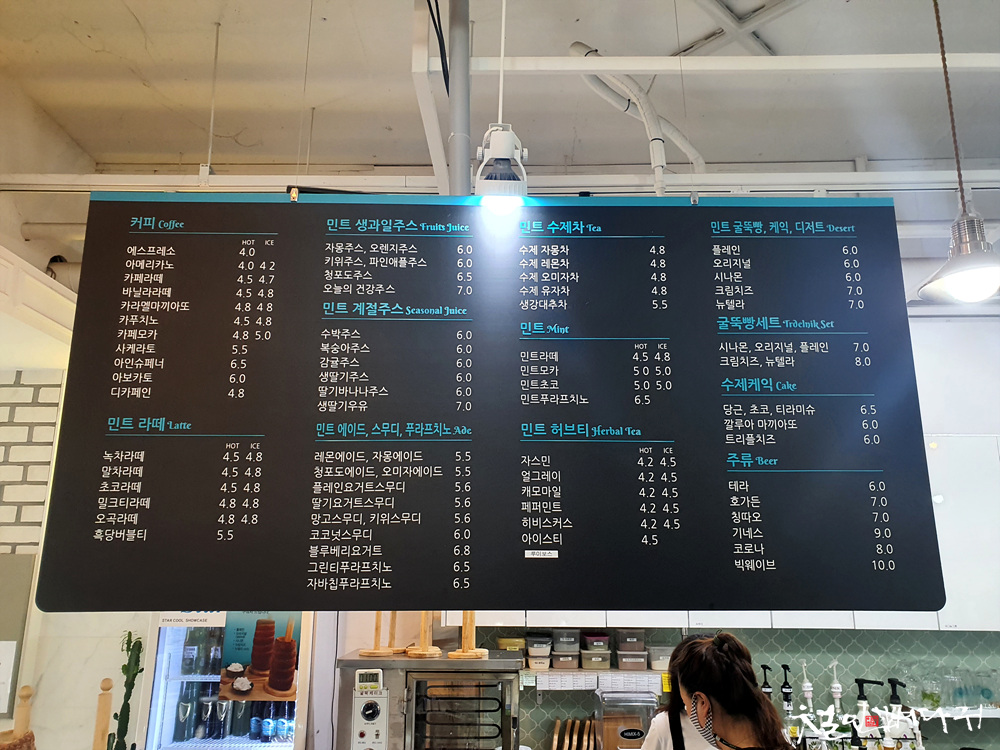 커피 Coffee
HOT ICE
에스프레소 4.0
아메리카노 4.0 4.2
카페라떼 4.5 4.7
바닐라라떼 4.5 4.8
카라멜마끼아또 4.8 4.8
카푸치노 4.5 4.8
카페모카 4.8 5.0
사케라토 5.5
아인슈페너 6.5
아보카토 6.0
디카페인 4.8
민트 라떼 Latte
HOT ICE
녹차라떼 4.5 4.8
말차라떼 4.5 4.8
초코라떼 4.5 4.8
밀크티라떼 4.8 4.8
오곡라떼 4.8 4.8
흑당버블티 5.5
민트 생과일주스 Fruits Juice
자몽주스, 오렌지주스 6.0
키위주스, 파인애플주스 6.0
청포도주스 6.5
오늘의 건강주스 7.0
민트 계절주스 Seasonal Juice
수박주스 6.0
복숭아주스 6.0
감귤주스 6.0
생딸기주스 6.0
딸기바나나주스 6.0
생딸기우유 7.0
민트 에이드, 스무디, 푸라프치노 Ade
레몬에이드, 자몽에이드 5.5
청포도에이드, 오미자에이드 5.5
플레인요거트스무디 5.6
딸기요거트스무디 5.6
망고스무디, 키위스무디 5.6
코코넛스무디 6.0
블루베리요거트 6.8
그린티푸라프치노 6.5
자바칩푸라프치노 6.5
민트 수제차 Tea
수제 자몽차 4.8
수제 레몬차 4.8
수제 오미자차 4.8
수제 유자차 4.8
생강대추차 5.5
민트 Mint
HOT ICE
민트라떼 4.5 4.8
민트모카 5.0 5.0
민트초코 5.0 5.0
민트푸라프치노 6.5
민트 허브티 Herbal Tea
HOT ICE
자스민 4.2 4.5
얼그레이 4.2 4.5
캐모마일 4.2 4.5
페퍼민트 4.2 4.5
히비스커스 4.2 4.5
아이스티 4.5
루이보스
민트 굴뚝빵, 케익, 디저트 Desert
플레인 6.0
오리지널 6.0
시나몬 6.0
크림치즈 7.0
뉴텔라 7.0
굴뚝빵세트 Trdelnik Set
시나몬, 오리지널, 플레인 7.0
크림치즈, 뉴텔라 8.0
수제케익 Cake
당근, 초코, 티라미슈 6.5
깔루아 마끼아또 6.0
트리플치즈 6.0
주류 Beer
테라 6.0
호가든 7.0
칭따오 7.0
기네스 9.0
코로나 8.0
빅웨이브 10.0
STAR COOL SHOWCASE